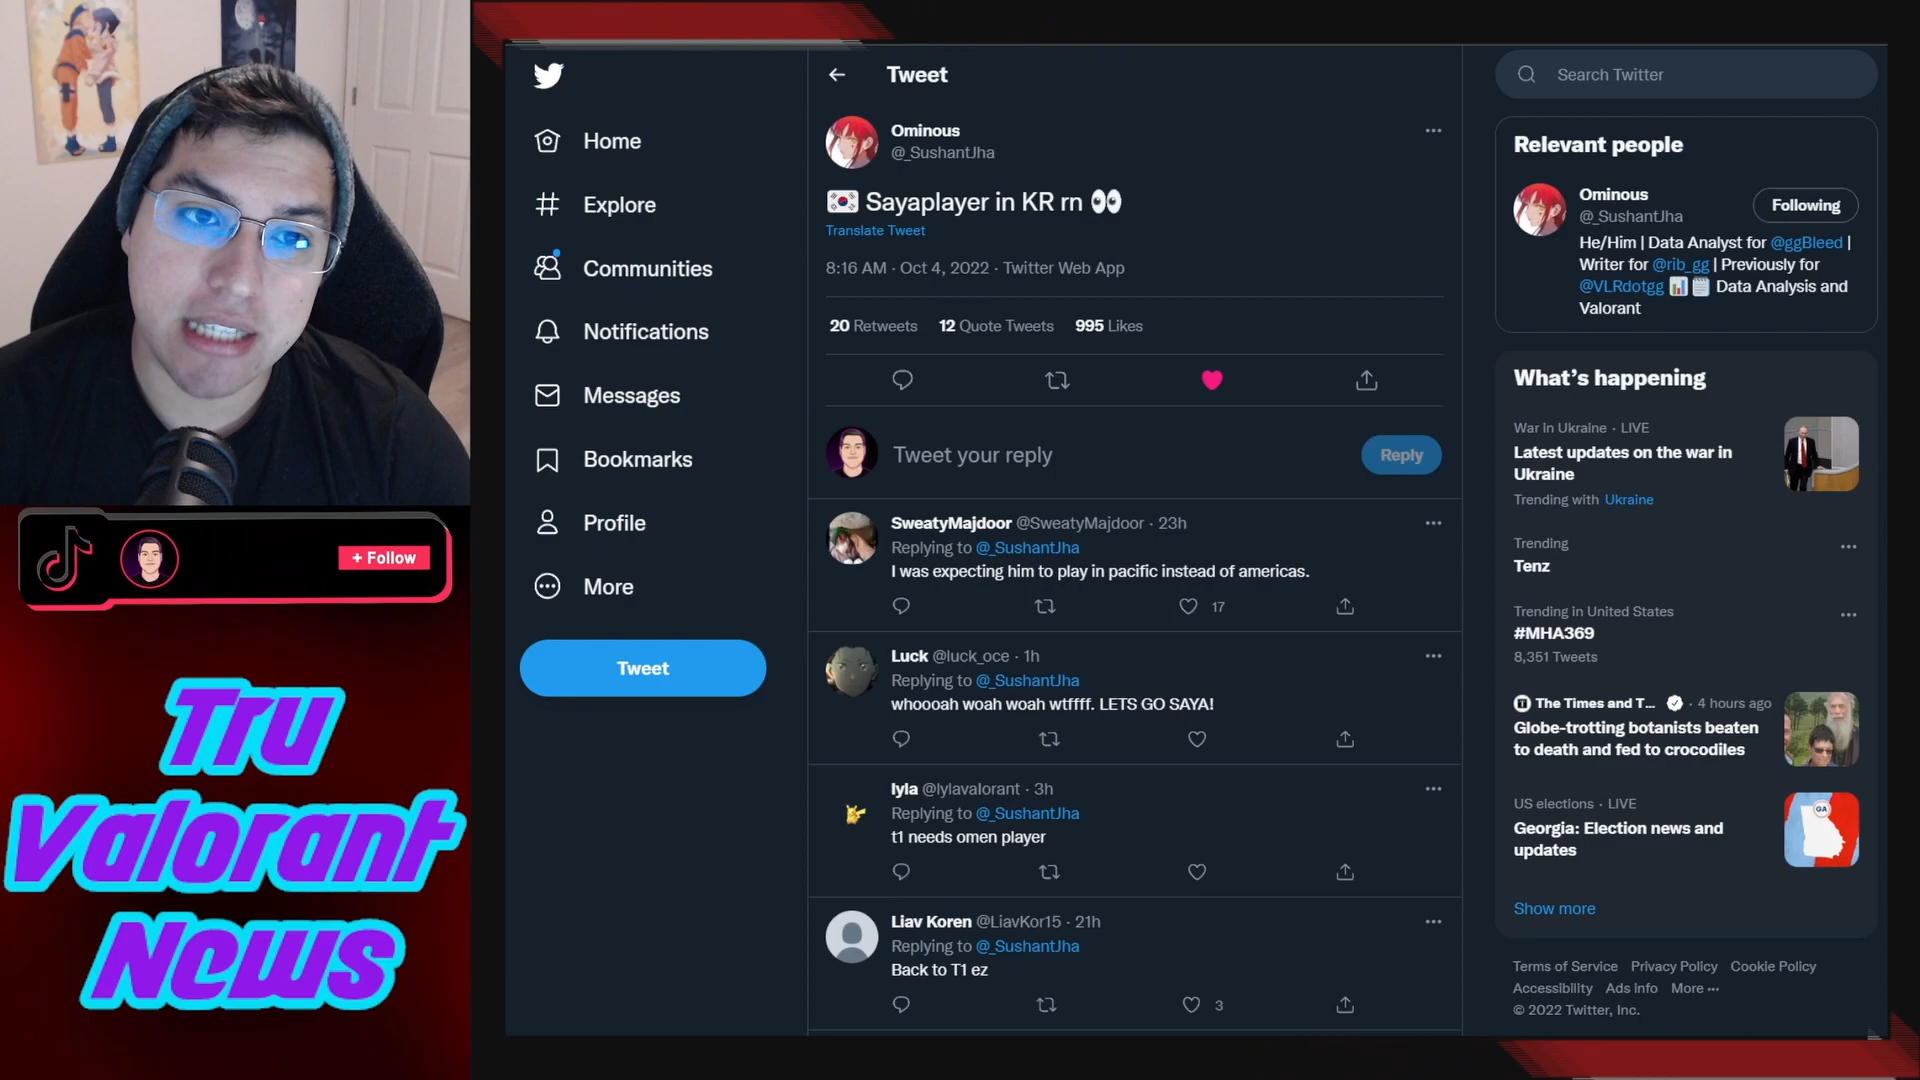 + Follow
Tru
Valorant
News
Home
Explore
Communities
Notifications
Messages
Bookmarks
Profile
More
Tweet
Tweet
Ominous
@_SushantJha
🇰🇷 Sayaplayer in KR rn 👀
Translate Tweet
8:16 AM · Oct 4, 2022 · Twitter Web App
20 Retweets 12 Quote Tweets 995 Likes
Tweet your reply
Reply
SweatyMajdoor @SweatyMajdoor · 23h
Replying to @_SushantJha
I was expecting him to play in pacific instead of americas.
17
Luck @luck_oce · 1h
Replying to @_SushantJha
whoooah woah woah wtffff. LETS GO SAYA!
lyla @lylavalorant · 3h
Replying to @_SushantJha
t1 needs omen player
Liav Koren @LiavKor15 · 21h
Replying to @_SushantJha
Back to T1 ez
3
Search Twitter
Relevant people
Ominous
@_SushantJha
Following
He/Him | Data Analyst for @ggBleed |
Writer for @rib_gg | Previously for
@VLRdotgg 📊🗒️ Data Analysis and
Valorant
What's happening
War in Ukraine · LIVE
Latest updates on the war in
Ukraine
Trending with Ukraine
Trending
Tenz
Trending in United States
#MHA369
8,351 Tweets
The Times and T... · 4 hours ago
Globe-trotting botanists beaten
to death and fed to crocodiles
US elections · LIVE
Georgia: Election news and
updates
GA
Show more
Terms of Service Privacy Policy Cookie Policy
Accessibility Ads info More ···
© 2022 Twitter, Inc.